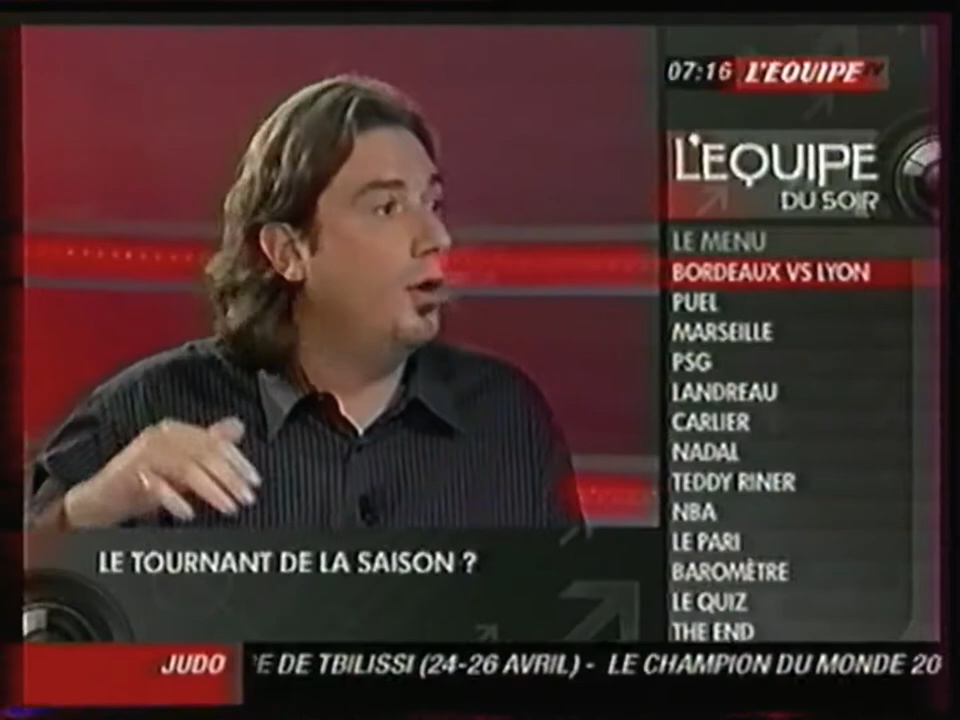 07:16 L'EQUIPE TV
L'EQUIPE
DU SOIR
LE MENU
BORDEAUX VS LYON
PUEL
MARSEILLE
PSG
LANDREAU
CARLIER
NADAL
TEDDY RINER
NBA
LE PARI
BAROMÈTRE
LE QUIZ
THE END
LE TOURNANT DE LA SAISON ?
JUDO E DE TBILISSI (24-26 AVRIL) - LE CHAMPION DU MONDE 20